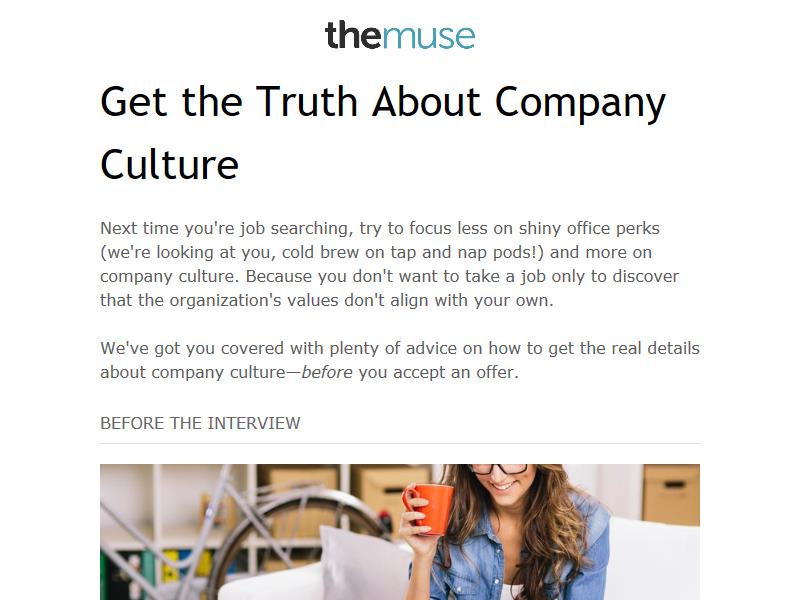 themuse
Get the Truth About Company
Culture
Next time you're job searching, try to focus less on shiny office perks
(we're looking at you, cold brew on tap and nap pods!) and more on
company culture. Because you don't want to take a job only to discover
that the organization's values don't align with your own.
We've got you covered with plenty of advice on how to get the real details
about company culture—before you accept an offer.
BEFORE THE INTERVIEW